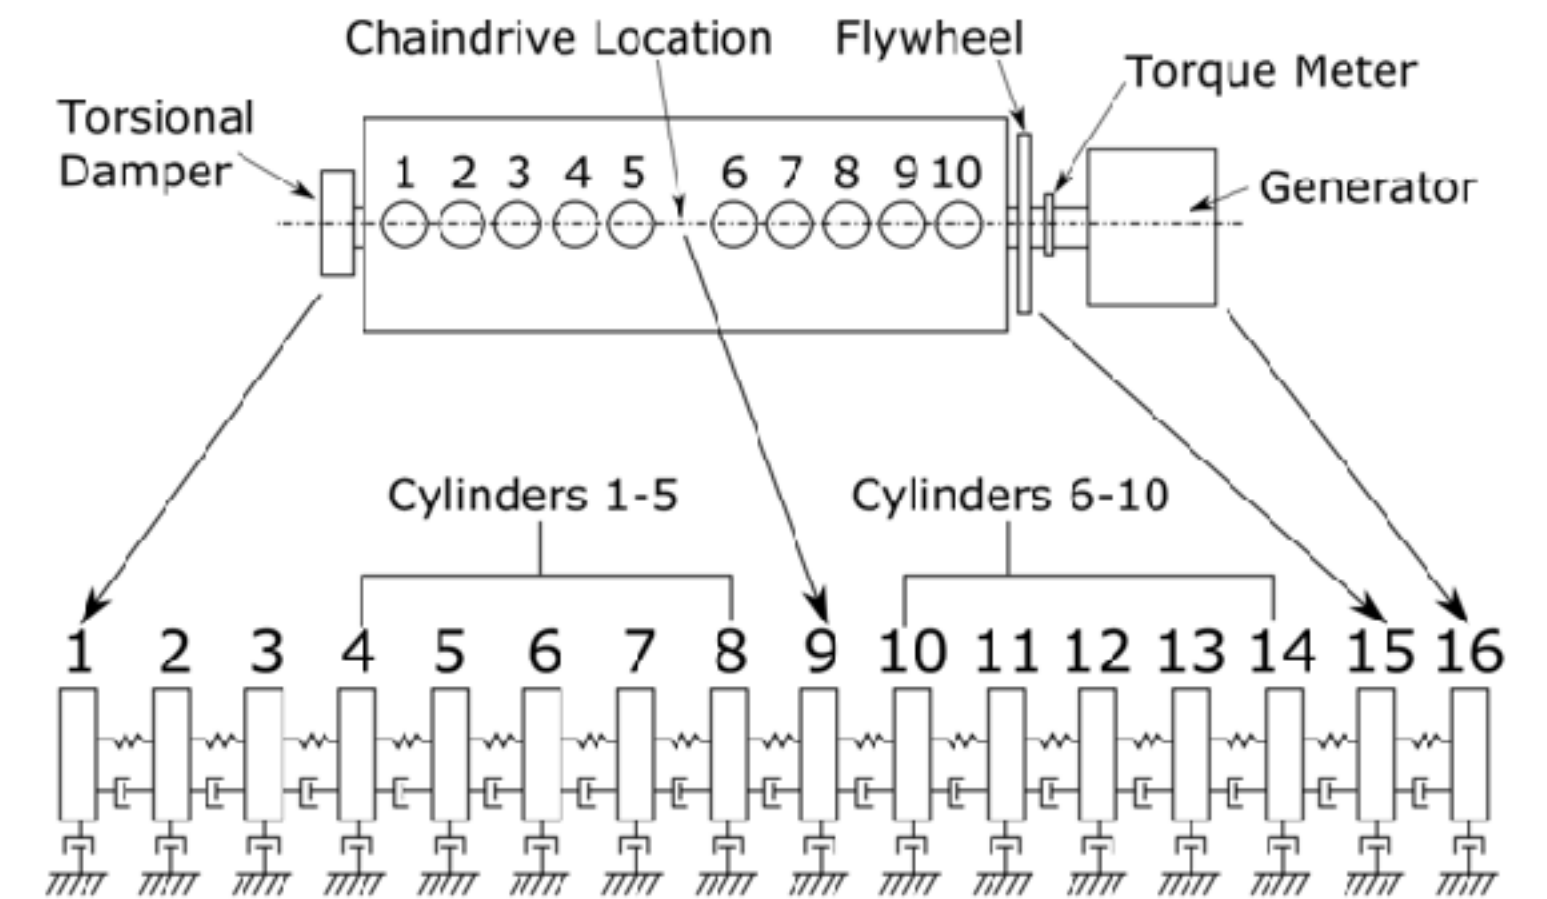 Chaindrive Location
Flywheel
Torque Meter
Torsional
Damper
Generator
1 2 3 4 5 6 7 8 9 10
Cylinders 1-5
Cylinders 6-10
1 2 3 4 5 6 7 8 9 10 11 12 13 14 15 16